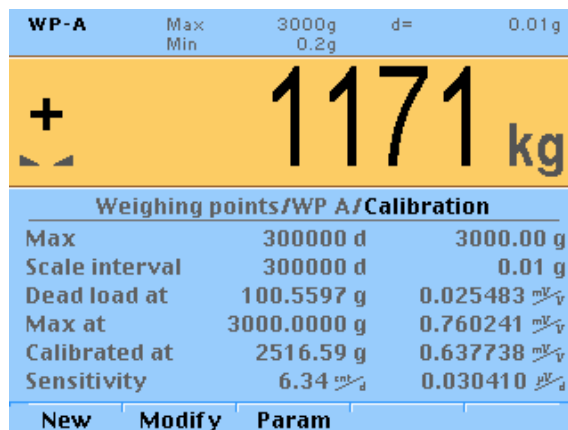 WP-A Max 3000g d= 0.01g
Min 0.2g
+ 1171 kg
Weighing points/WP A/Calibration
Max 300000 d 3000.00 g
Scale interval 300000 d 0.01 g
Dead load at 100.5597 g 0.025483 mV/V
Max at 3000.0000 g 0.760241 mV/V
Calibrated at 2516.59 g 0.637738 mV/V
Sensitivity 6.34 cnt/d 0.030410 µV/d
New Modify Param